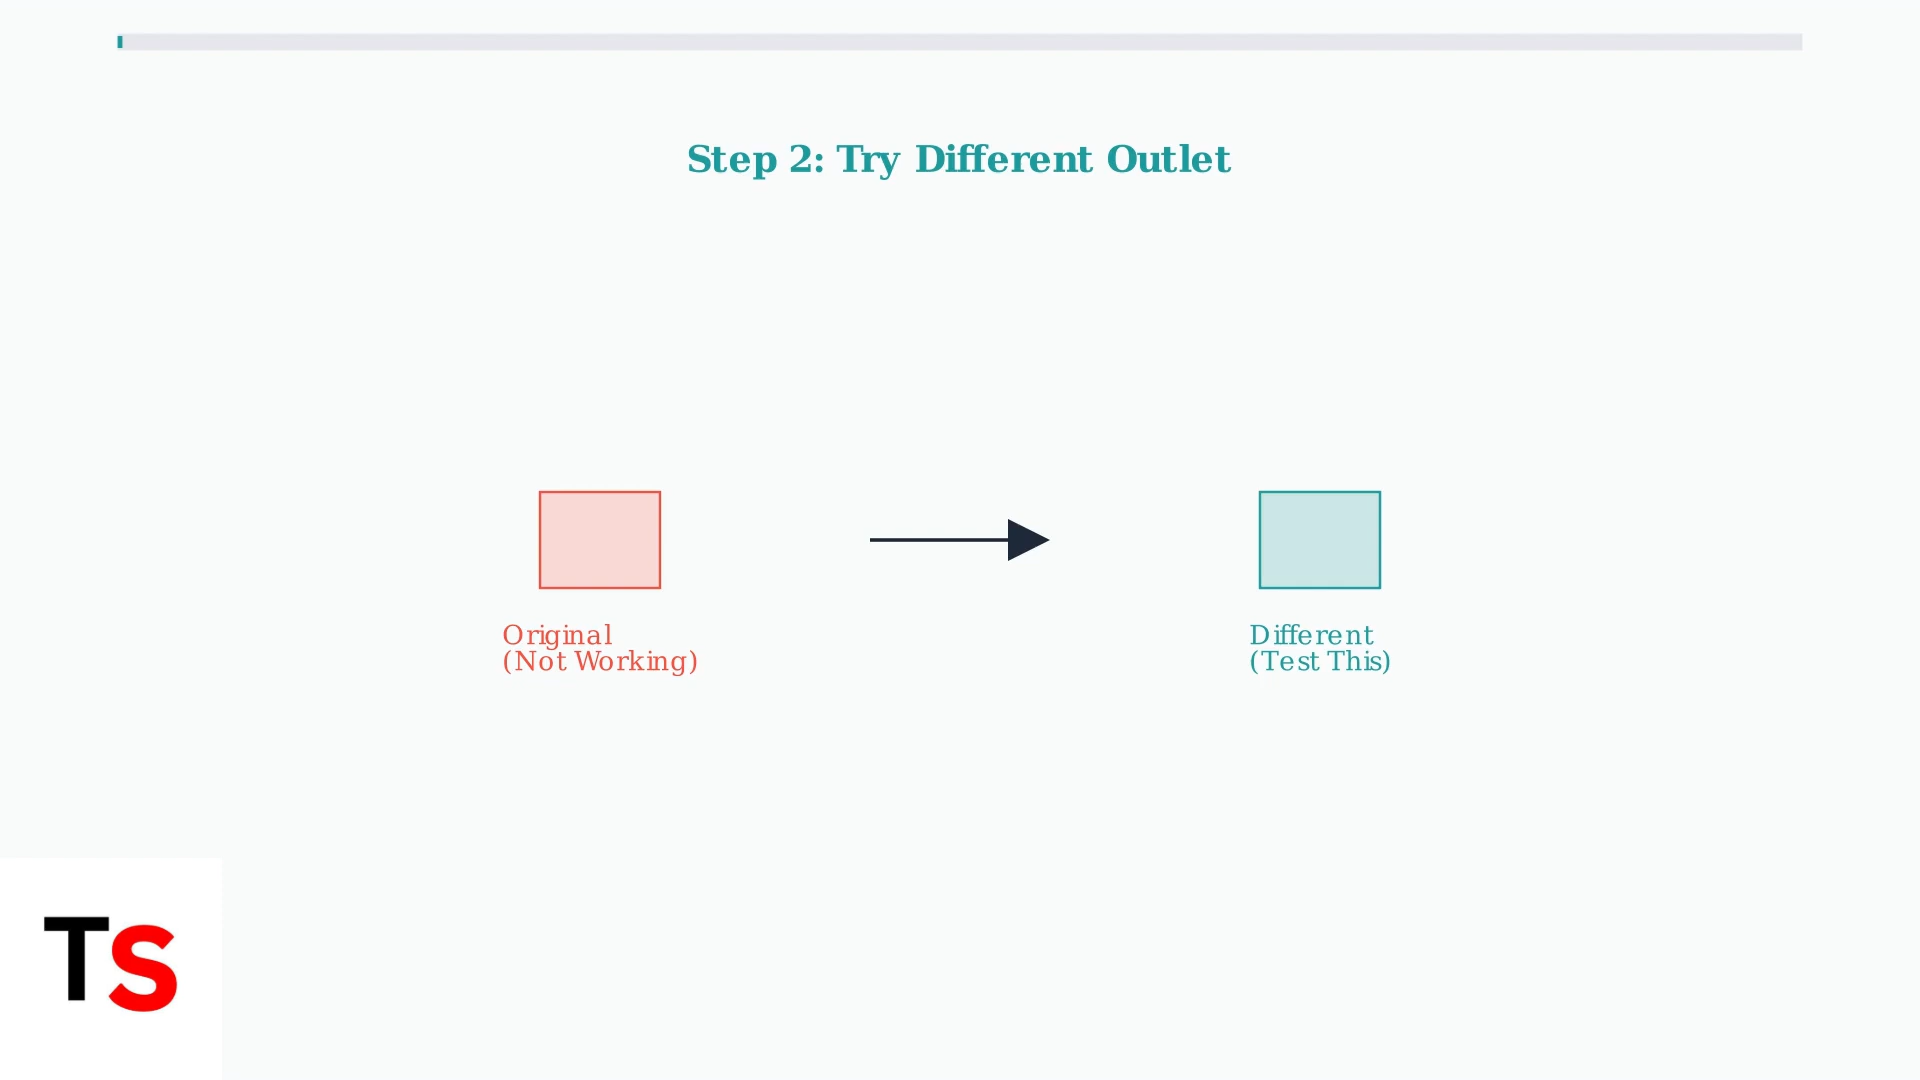 Step 2: Try Different Outlet
Original
(Not Working)
Different
(Test This)
TS